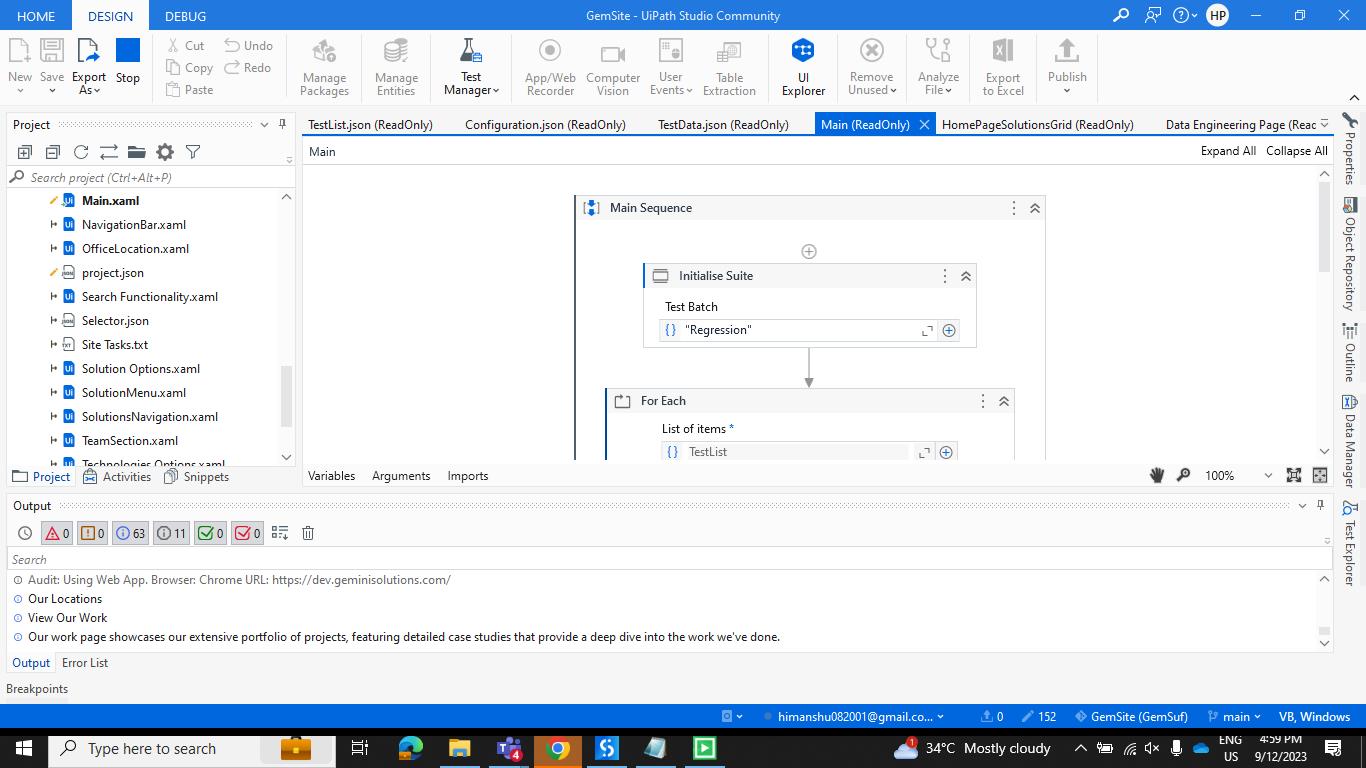 HOME DESIGN DEBUG GemSite - UiPath Studio Community HP
New Save Export As Stop
Cut Undo
Copy Redo
Paste
Manage Packages
Manage Entities
Test Manager
App/Web Recorder
Computer Vision
User Events
Table Extraction
UI Explorer
Remove Unused
Analyze File
Export to Excel
Publish
Project
Search project (Ctrl+Alt+P)
Main.xaml
NavigationBar.xaml
OfficeLocation.xaml
project.json
Search Functionality.xaml
Selector.json
Site Tasks.txt
Solution Options.xaml
SolutionMenu.xaml
SolutionsNavigation.xaml
TeamSection.xaml
Technologies Options.xaml
Project Activities Snippets
TestList.json (ReadOnly) Configuration.json (ReadOnly) TestData.json (ReadOnly) Main (ReadOnly) HomePageSolutionsGrid (ReadOnly) Data Engineering Page (Reac
Main Expand All Collapse All
Main Sequence
Initialise Suite
Test Batch
"Regression"
For Each
List of items *
TestList
Variables Arguments Imports 100%
Properties
Object Repository
Outline
Data Manager
Test Explorer
Output
0 0 63 11 0 0
Search
Audit: Using Web App. Browser: Chrome URL: https://dev.geminisolutions.com/
Our Locations
View Our Work
Our work page showcases our extensive portfolio of projects, featuring detailed case studies that provide a deep dive into the work we've done.
Output Error List
Breakpoints
himanshu082001@gmail.co... 0 152 GemSite (GemSuf) main VB, Windows
Type here to search 4 1 34°C Mostly cloudy ENG US 4:59 PM 9/12/2023